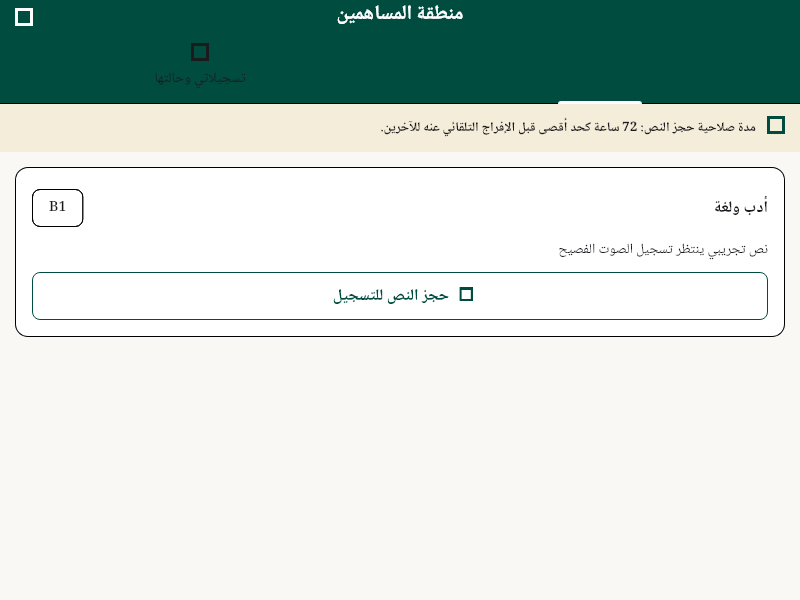 منطقة المساهمين
تسجيلاتي وحالتها
مدة صلاحية حجز النص: 72 ساعة كحد أقصى قبل الإفراج التلقائي عنه للآخرين.
أدب ولغة
B1
نص تجريبي ينتظر تسجيل الصوت الفصيح
حجز النص للتسجيل